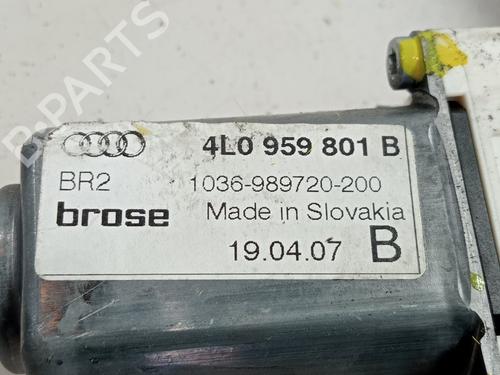 B-PARTS
4L0 959 801 B
BR2 1036-989720-200
brose Made in Slovakia
19.04.07 B